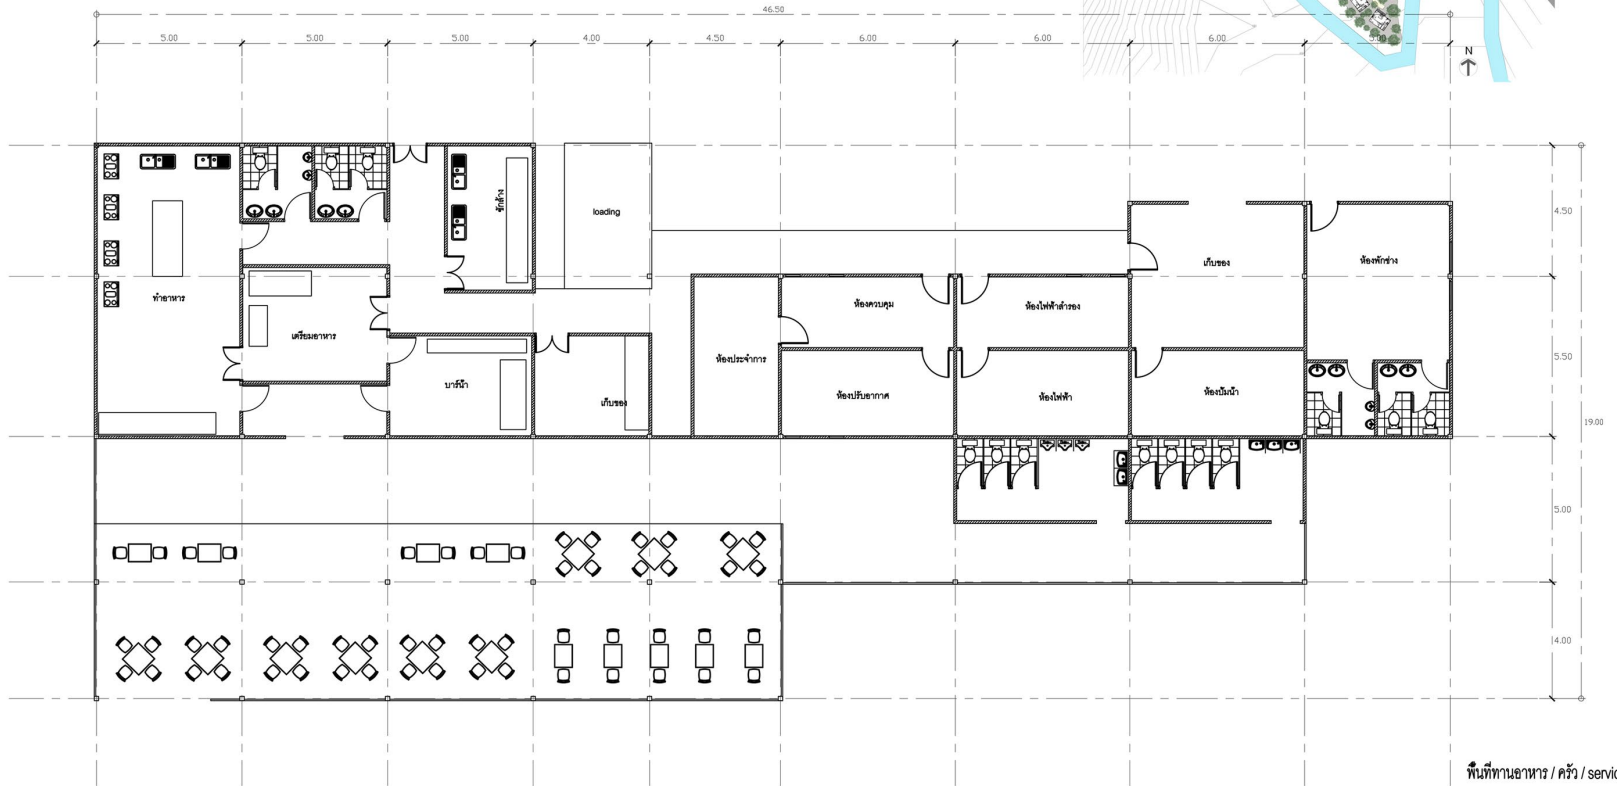 46.50
5.00 5.00 5.00 4.00 4.50 6.00 6.00 6.00 5.00
N
4.50
ซักล้าง
loading
เก็บของ
ห้องพักช่าง
ทำอาหาร
ห้องควบคุม
ห้องไฟฟ้าสำรอง
เตรียมอาหาร
ห้องประจำการ
5.50
บาร์น้ำ
ห้องปรับอากาศ
ห้องไฟฟ้า
ห้องปั๊มน้ำ
เก็บของ
19.00
5.00
4.00
พื้นที่ทานอาหาร / ครัว / servic